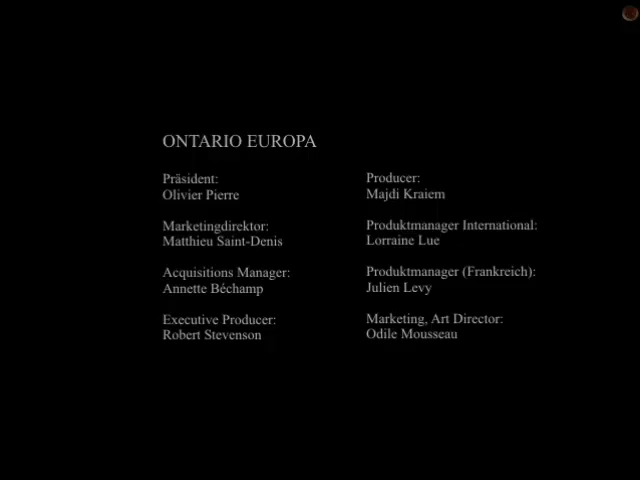 ONTARIO EUROPA
Präsident:
Olivier Pierre
Marketingdirektor:
Matthieu Saint-Denis
Acquisitions Manager:
Annette Béchamp
Executive Producer:
Robert Stevenson
Producer:
Majdi Kraiem
Produktmanager International:
Lorraine Lue
Produktmanager (Frankreich):
Julien Levy
Marketing, Art Director:
Odile Mousseau